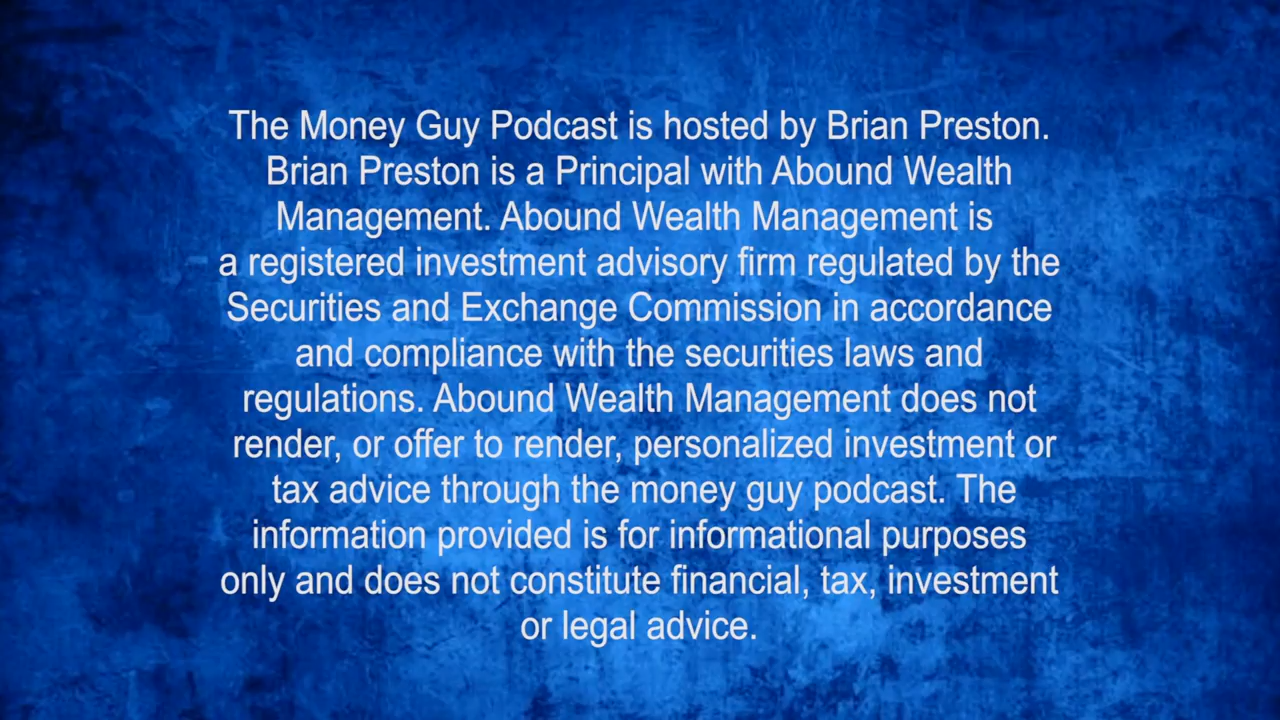 The Money Guy Podcast is hosted by Brian Preston.
Brian Preston is a Principal with Abound Wealth
Management. Abound Wealth Management is
a registered investment advisory firm regulated by the
Securities and Exchange Commission in accordance
and compliance with the securities laws and
regulations. Abound Wealth Management does not
render, or offer to render, personalized investment or
tax advice through the money guy podcast. The
information provided is for informational purposes
only and does not constitute financial, tax, investment
or legal advice.